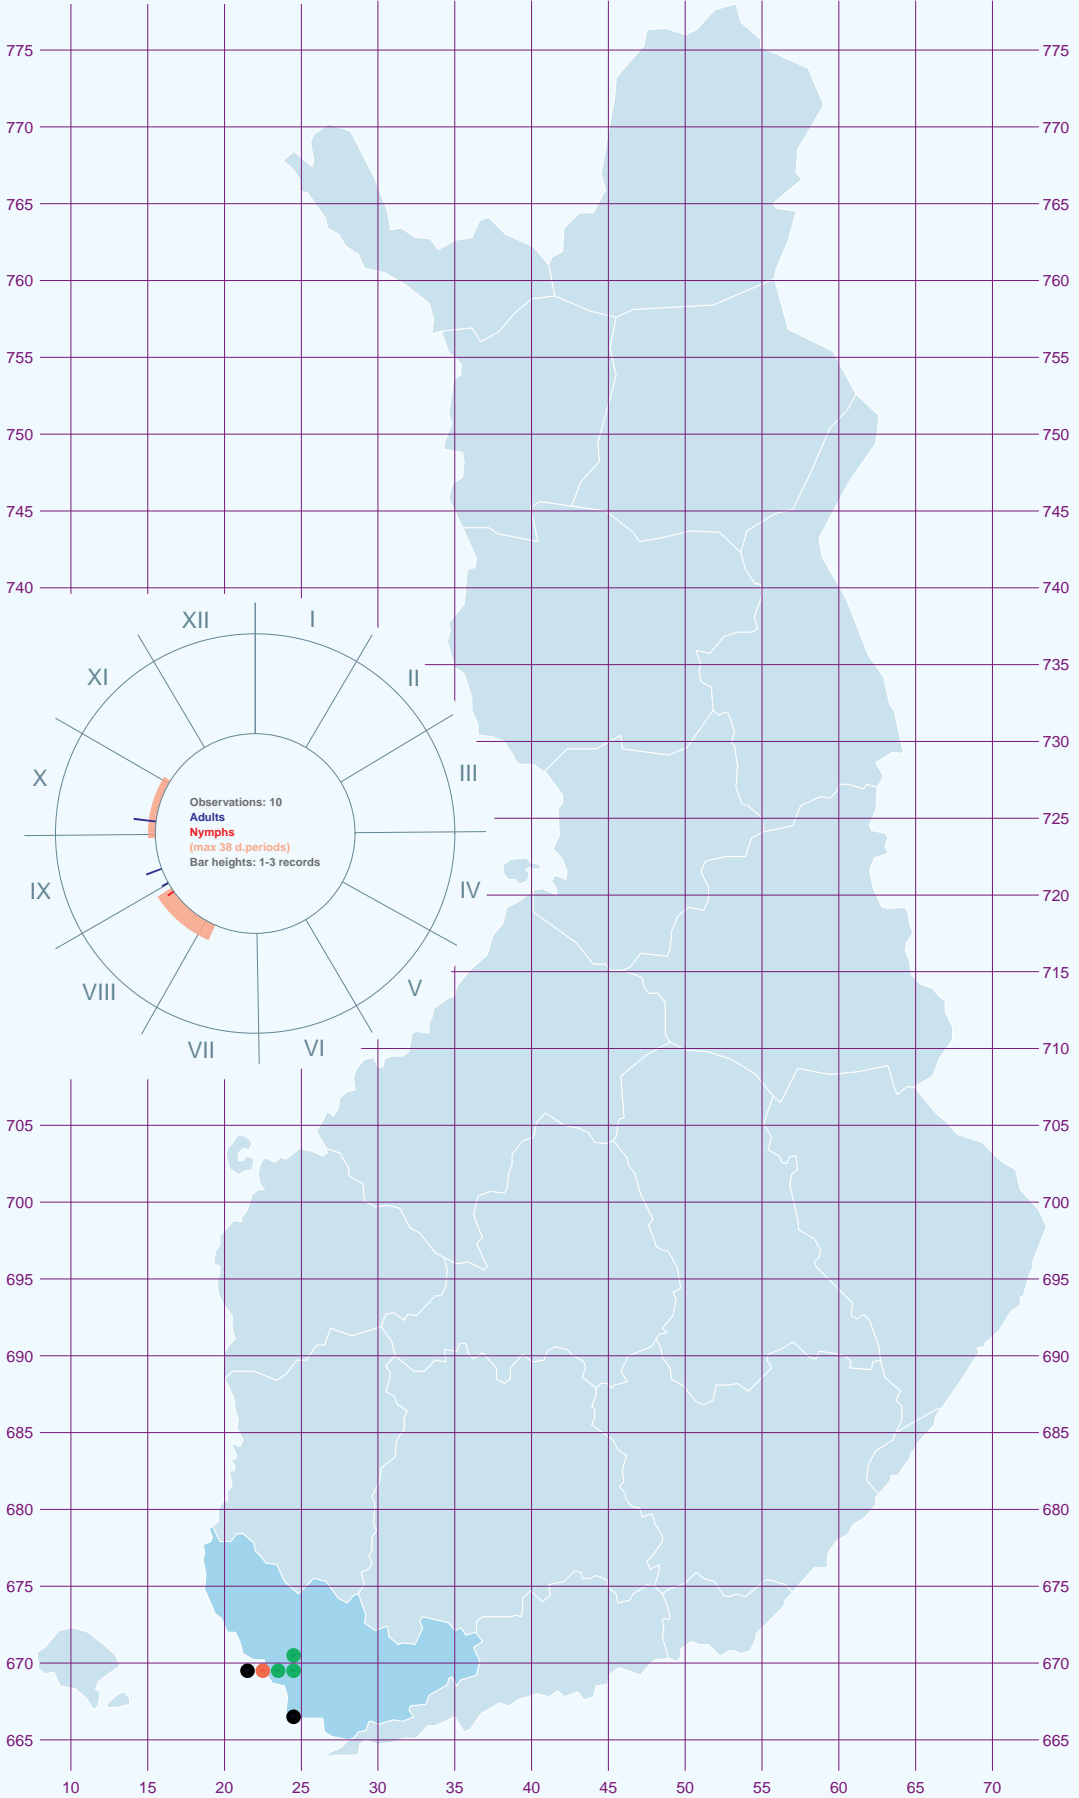 775 775
770 770
765 765
760 760
755 755
750 750
745 745
740 740
XII I
735 735
XI II
730 730
X III
Observations: 10
Adults
725
Nymphs
(max 38 d.periods)
Bar heights: 1-3 records
IX IV
720
715
VIII V
VII VI
710
705 705
700 700
695 695
690 690
685 685
680 680
675 675
670 670
665 665
10 15 20 25 30 35 40 45 50 55 60 65 70